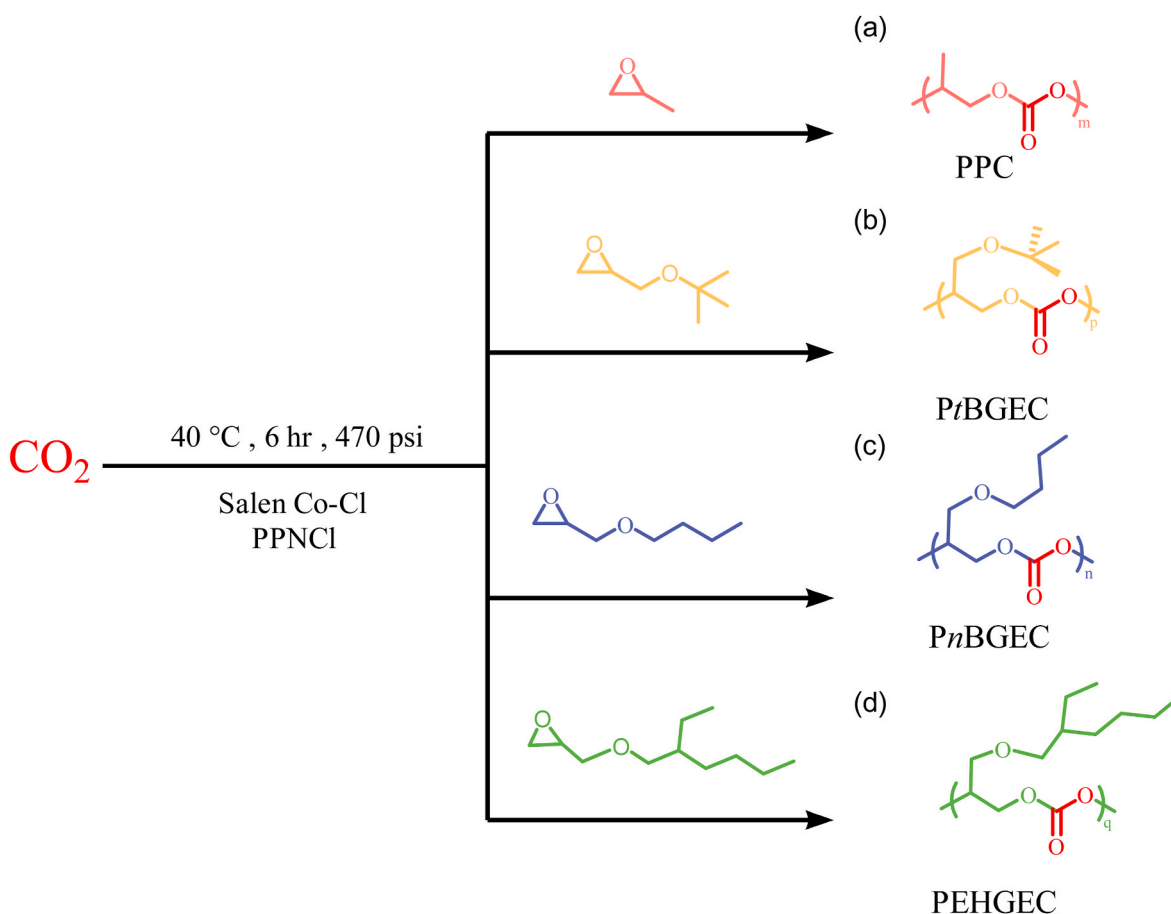 (a)
O
O
O
O
m
PPC
(b)
O
O
O
O
O
O
p
PtBGEC
40 °C , 6 hr , 470 psi
CO2
Salen Co-Cl
PPNCl
(c)
O
O
O
O
O
O
n
PnBGEC
(d)
O
O
O
O
O
O
q
PEHGEC